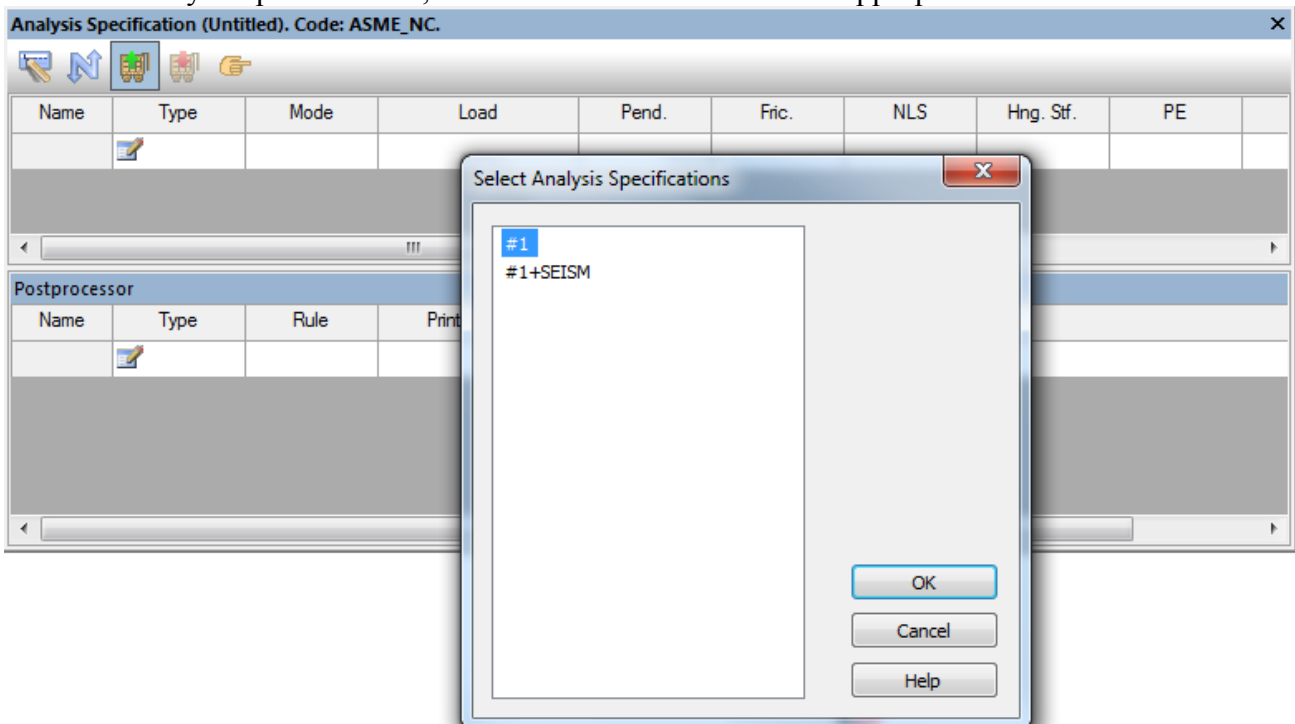 Analysis Specification (Untitled). Code: ASME_NC.
Name Type Mode Load Pend. Fric. NLS Hng. Stf. PE
Select Analysis Specifications
#1
#1+SEISM
Postprocessor
Name Type Rule Print
OK
Cancel
Help